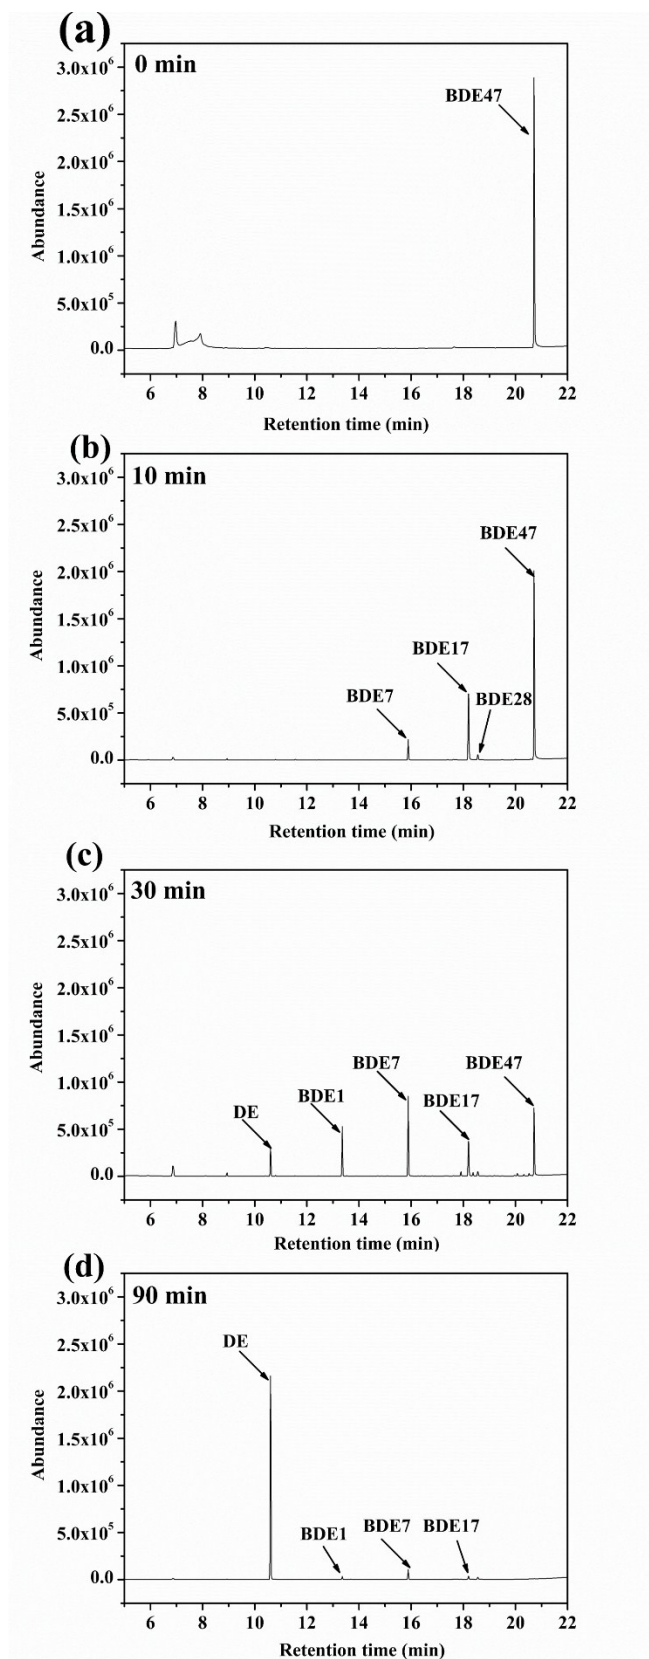 (a)
0 min
BDE47
3.0x10⁶
2.5x10⁶
2.0x10⁶
1.5x10⁶
1.0x10⁶
5.0x10⁵
0.0
Abundance
6 8 10 12 14 16 18 20 22
Retention time (min)
(b)
10 min
3.0x10⁶
2.5x10⁶
2.0x10⁶
1.5x10⁶
1.0x10⁶
5.0x10⁵
0.0
Abundance
BDE47
BDE17
BDE7
BDE28
6 8 10 12 14 16 18 20 22
Retention time (min)
(c)
30 min
3.0x10⁶
2.5x10⁶
2.0x10⁶
1.5x10⁶
1.0x10⁶
5.0x10⁵
0.0
Abundance
BDE7
BDE47
BDE1
BDE17
DE
6 8 10 12 14 16 18 20 22
Retention time (min)
(d)
90 min
3.0x10⁶
2.5x10⁶
2.0x10⁶
1.5x10⁶
1.0x10⁶
5.0x10⁵
0.0
Abundance
DE
BDE1
BDE7
BDE17
6 8 10 12 14 16 18 20 22
Retention time (min)